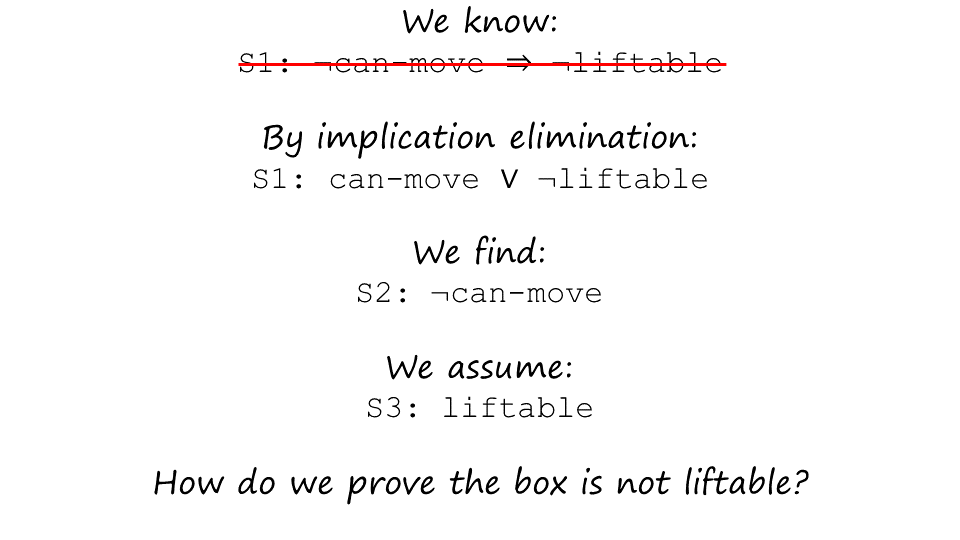 We know:
S1: ¬can-move ⇒ ¬liftable
By implication elimination:
S1: can-move V ¬liftable
We find:
S2: ¬can-move
We assume:
S3: liftable
How do we prove the box is not liftable?